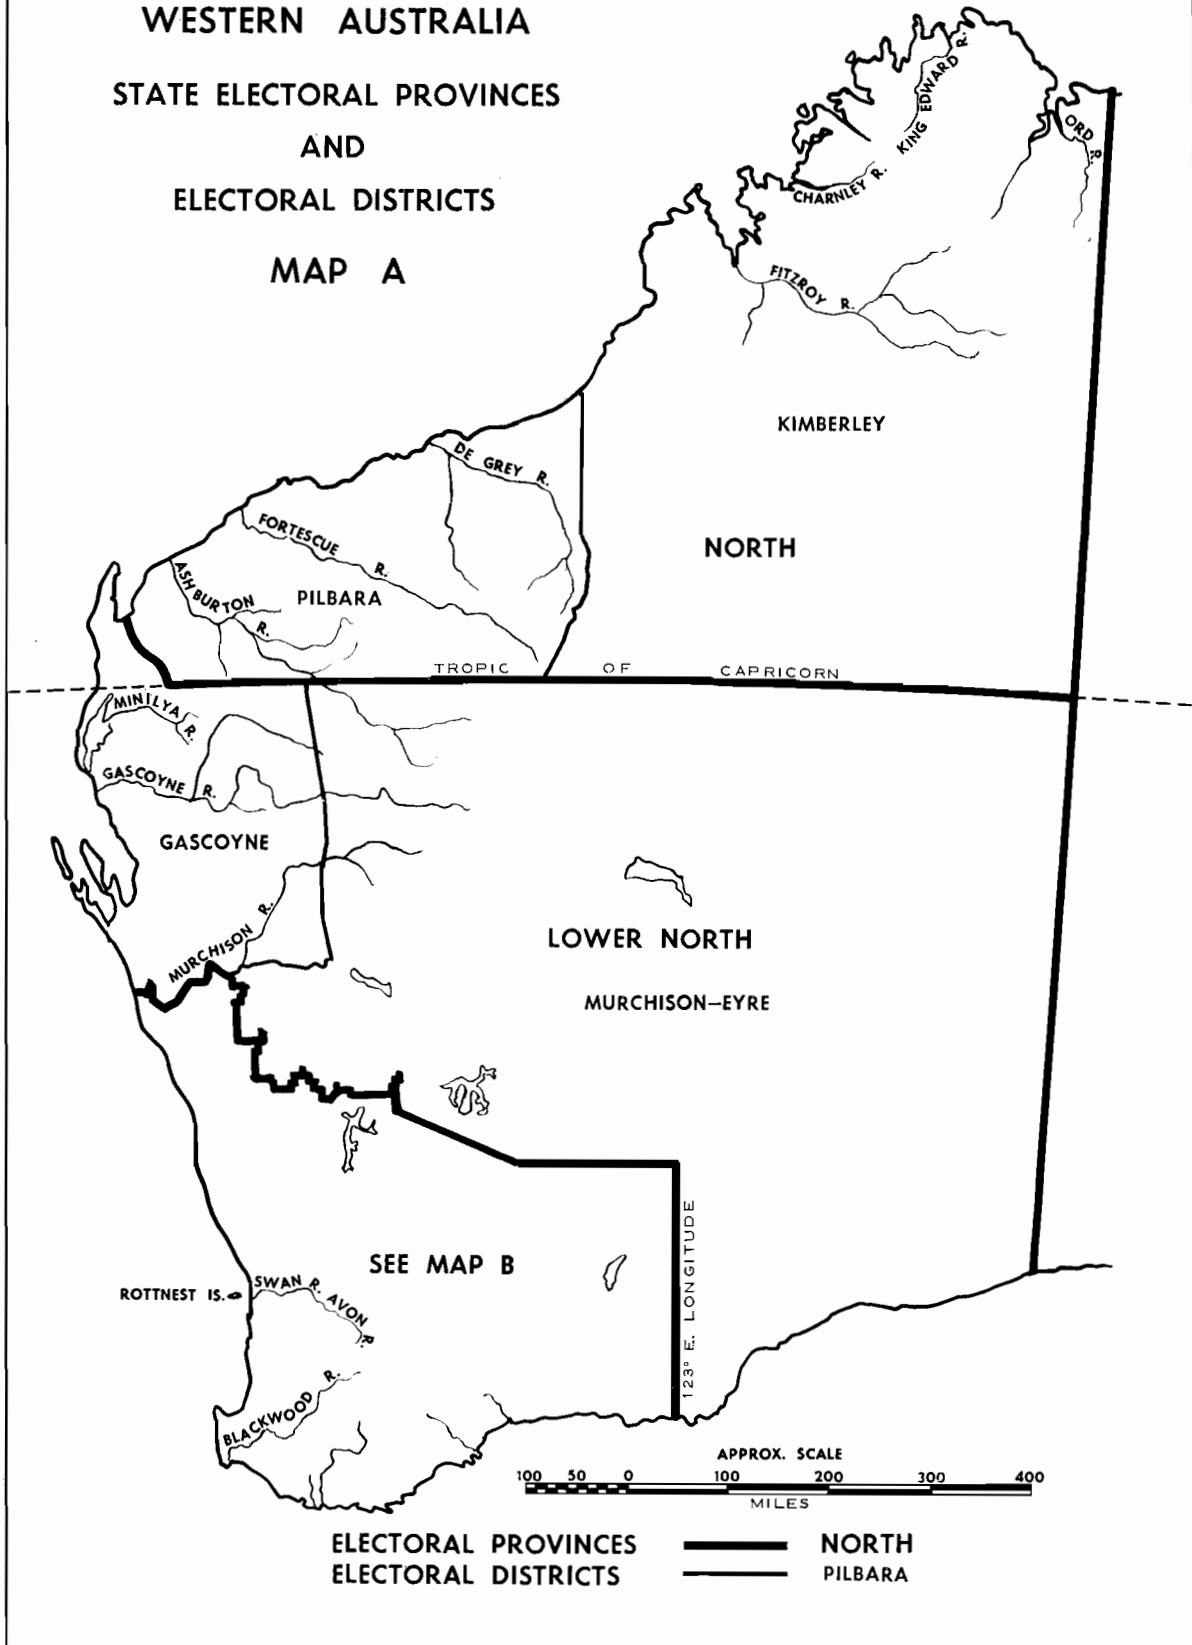 WESTERN AUSTRALIA
STATE ELECTORAL PROVINCES
AND
ELECTORAL DISTRICTS
MAP A
KING EDWARD R.
ORD R.
CHARNLEY R.
FITZROY R.
KIMBERLEY
DE GREY R.
NORTH
FORTESCUE R.
ASHBURTON R.
PILBARA
TROPIC OF CAPRICORN
MINILYA R.
GASCOYNE R.
GASCOYNE
MURCHISON R.
LOWER NORTH
MURCHISON–EYRE
SEE MAP B
123° E. LONGITUDE
ROTTNEST IS.
SWAN R.
AVON R.
BLACKWOOD R.
APPROX. SCALE
100 50 0 100 200 300 400
MILES
ELECTORAL PROVINCES NORTH
ELECTORAL DISTRICTS PILBARA